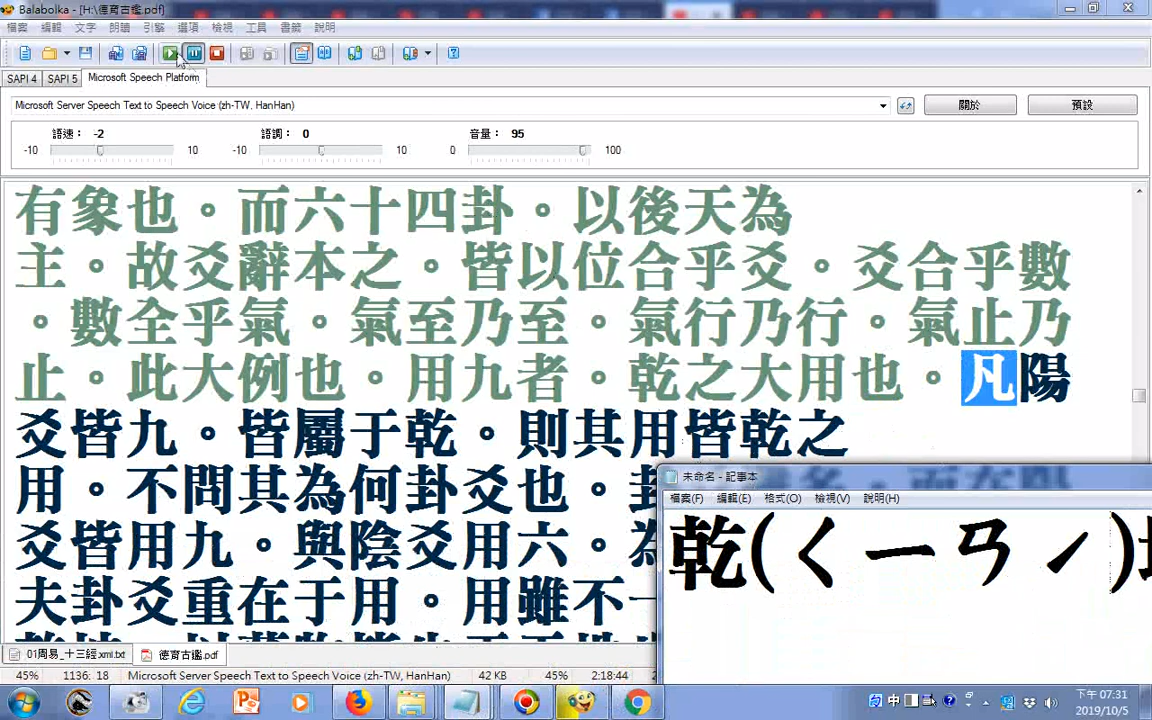 Balabolka - [H:\德育古鑑.pdf]
檔案 編輯 文字 朗讀 引擎 選項 檢視 工具 書籤 說明
SAPI 4 SAPI 5 Microsoft Speech Platform
Microsoft Server Speech Text to Speech Voice (zh-TW, HanHan) 關於 預設
語速： -2 語調： 0 音量： 95
-10 10 -10 10 0 100
有象也。而六十四卦。以後天為
主。故爻辭本之。皆以位合乎爻。爻合乎數
。數全乎氣。氣至乃至。氣行乃行。氣止乃
止。此大例也。用九者。乾之大用也。凡陽
爻皆九。皆屬于乾。則其用皆乾之
用。不問其為何卦爻也。
爻皆用九。與陰爻用六。
夫卦爻重在于用。用雖不一
未命名 - 記事本
檔案(F) 編輯(E) 格式(O) 檢視(V) 說明(H)
乾(ㄑㄧㄢˊ)
01周易_十三經.xml.txt 德育古鑑.pdf
45% 1136: 18 Microsoft Server Speech Text to Speech Voice (zh-TW, HanHan) 42 KB 45% 2:18:44
中 下午 07:31
2019/10/5